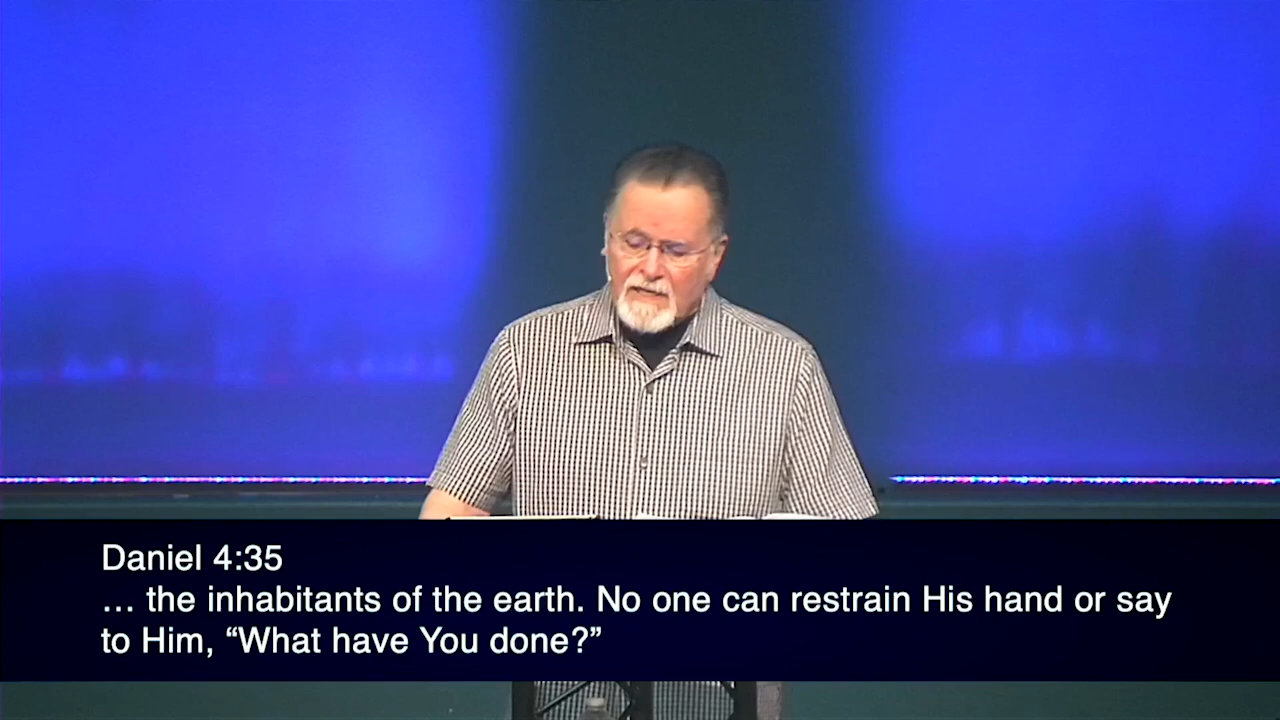 Daniel 4:35
… the inhabitants of the earth. No one can restrain His hand or say
to Him, “What have You done?”